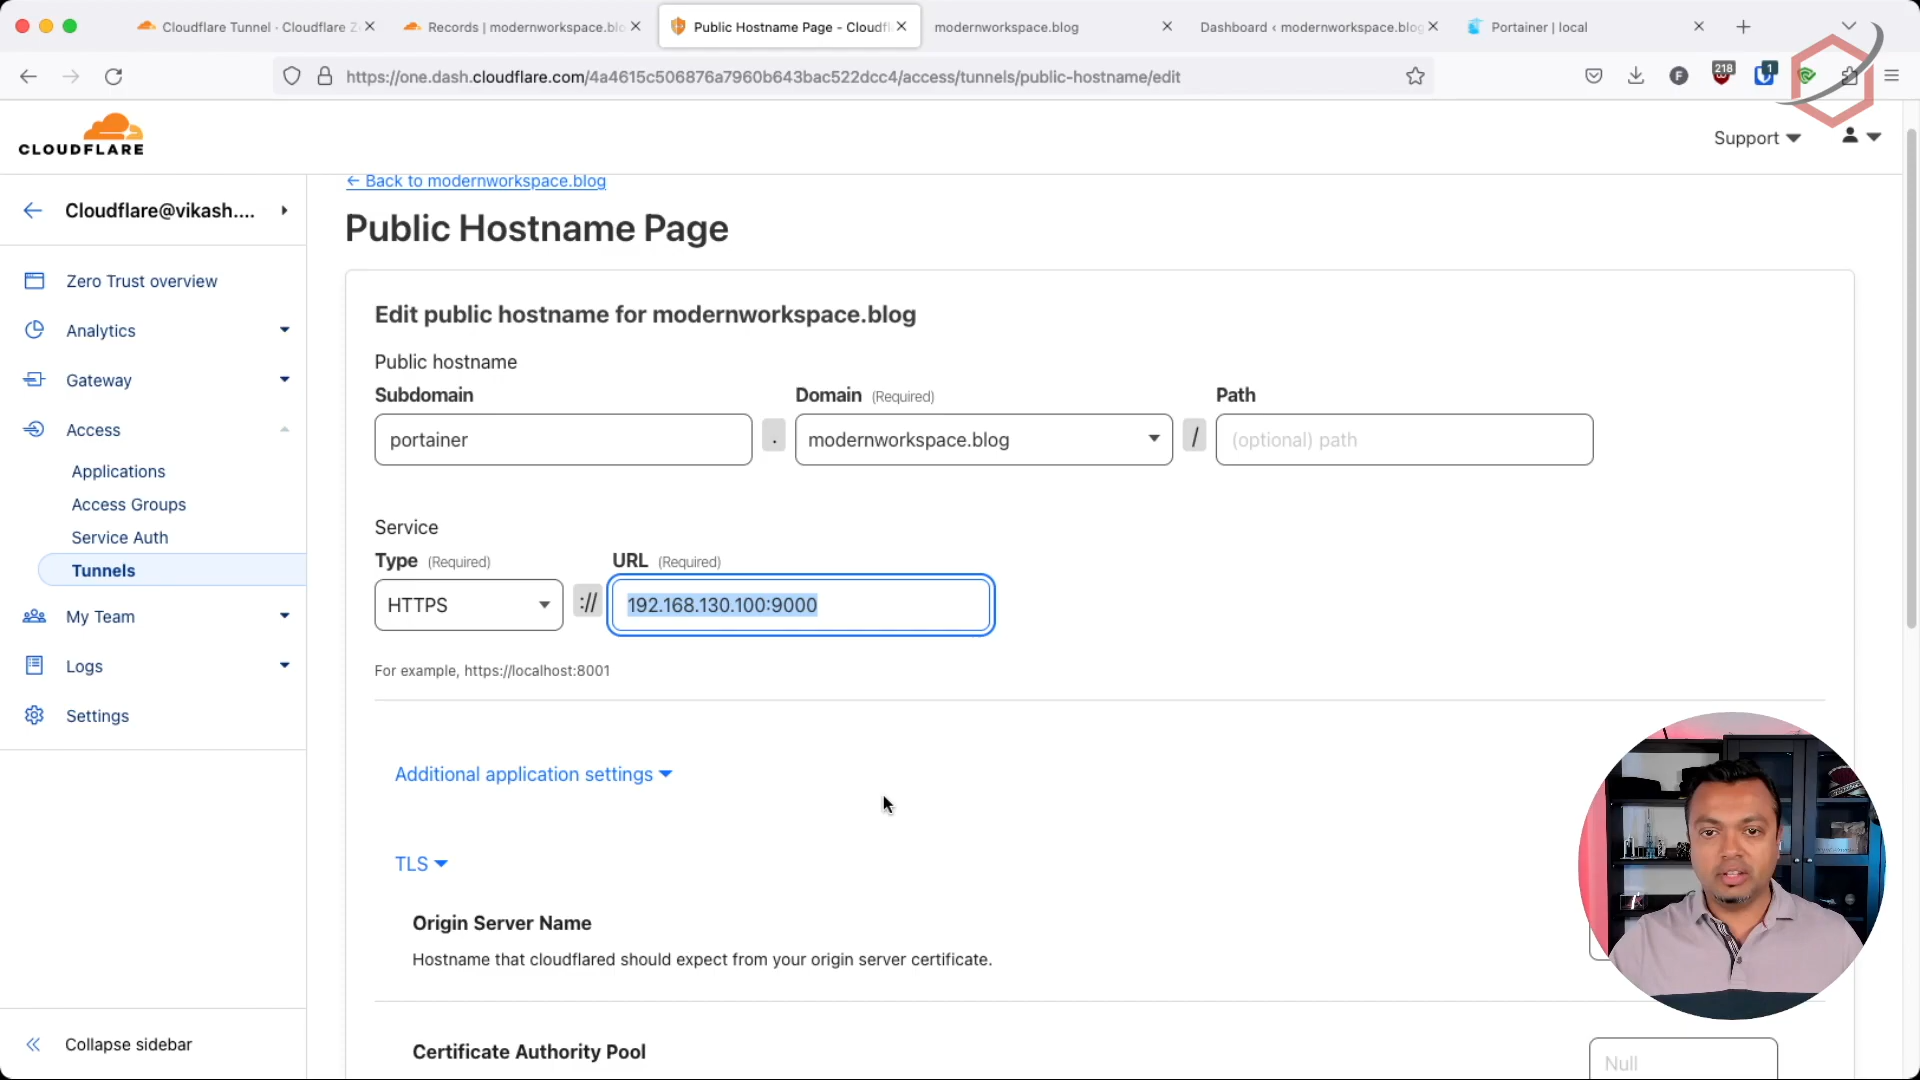 Cloudflare Tunnel · Cloudflare Z
Records | modernworkspace.blo
Public Hostname Page - Cloudfl
modernworkspace.blog
Dashboard ‹ modernworkspace.blog
Portainer | local
https://one.dash.cloudflare.com/4a4615c506876a7960b643bac522dcc4/access/tunnels/public-hostname/edit
F
218
1
CLOUDFLARE
Support
Cloudflare@vikash....
Zero Trust overview
Analytics
Gateway
Access
Applications
Access Groups
Service Auth
Tunnels
My Team
Logs
Settings
Collapse sidebar
← Back to modernworkspace.blog
Public Hostname Page
Edit public hostname for modernworkspace.blog
Public hostname
Subdomain
Domain (Required)
Path
portainer
.
modernworkspace.blog
/
(optional) path
Service
Type (Required)
URL (Required)
HTTPS
://
192.168.130.100:9000
For example, https://localhost:8001
Additional application settings
TLS
Origin Server Name
Hostname that cloudflared should expect from your origin server certificate.
Certificate Authority Pool
Null